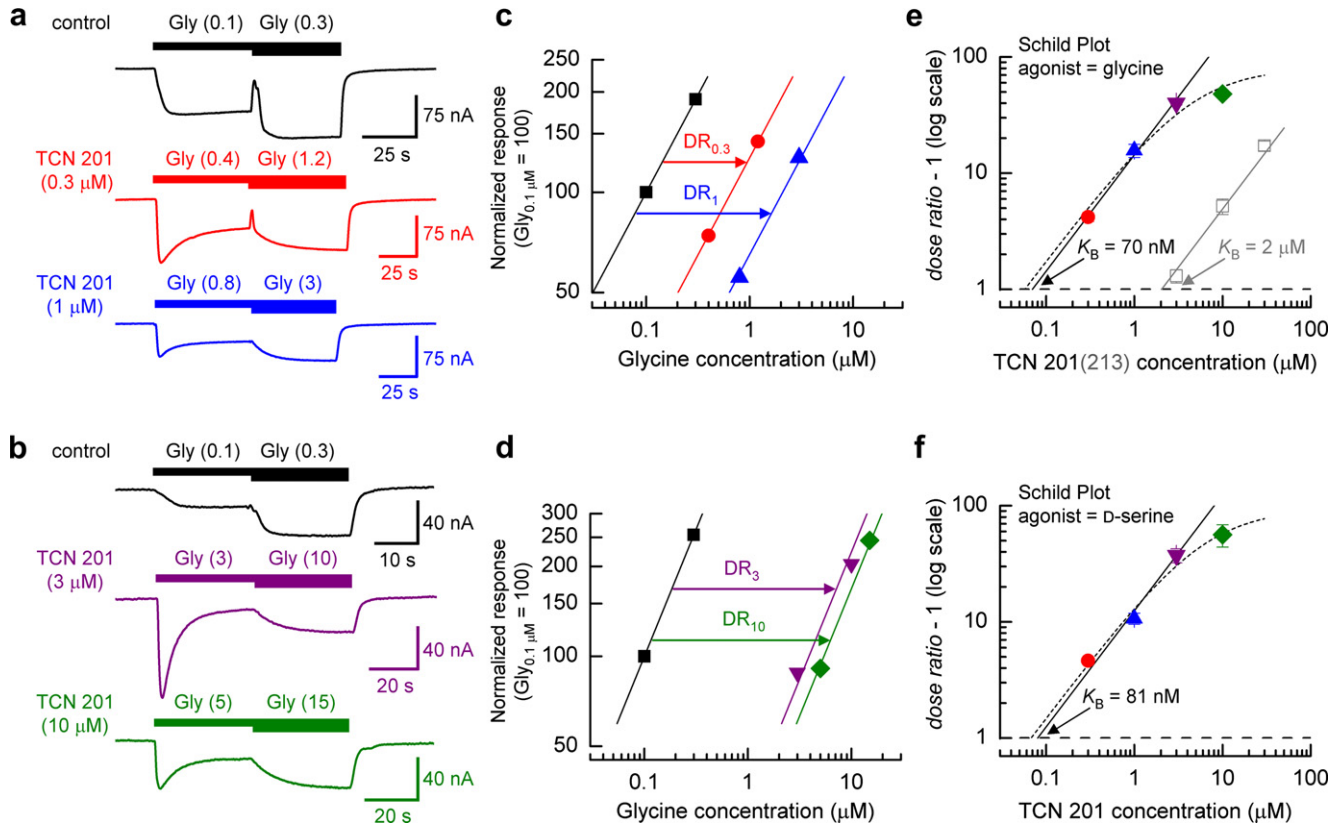 a
control
Gly (0.1) Gly (0.3)
75 nA
25 s
TCN 201
(0.3 μM)
Gly (0.4) Gly (1.2)
75 nA
25 s
TCN 201
(1 μM)
Gly (0.8) Gly (3)
75 nA
25 s
b
control
Gly (0.1) Gly (0.3)
40 nA
10 s
TCN 201
(3 μM)
Gly (3) Gly (10)
40 nA
20 s
TCN 201
(10 μM)
Gly (5) Gly (15)
40 nA
20 s
c
Normalized response
(Gly0.1 μM = 100)
250
200
150
100
50
DR0.3
DR1
0.1 1 10
Glycine concentration (μM)
d
Normalized response
(Gly0.1 μM = 100)
300
250
200
150
100
50
DR3
DR10
0.1 1 10
Glycine concentration (μM)
e
Schild Plot
agonist = glycine
dose ratio - 1 (log scale)
100
10
1
KB = 70 nM
KB = 2 μM
0.1 1 10 100
TCN 201(213) concentration (μM)
f
Schild Plot
agonist = D-serine
dose ratio - 1 (log scale)
100
10
1
KB = 81 nM
0.1 1 10 100
TCN 201 concentration (μM)